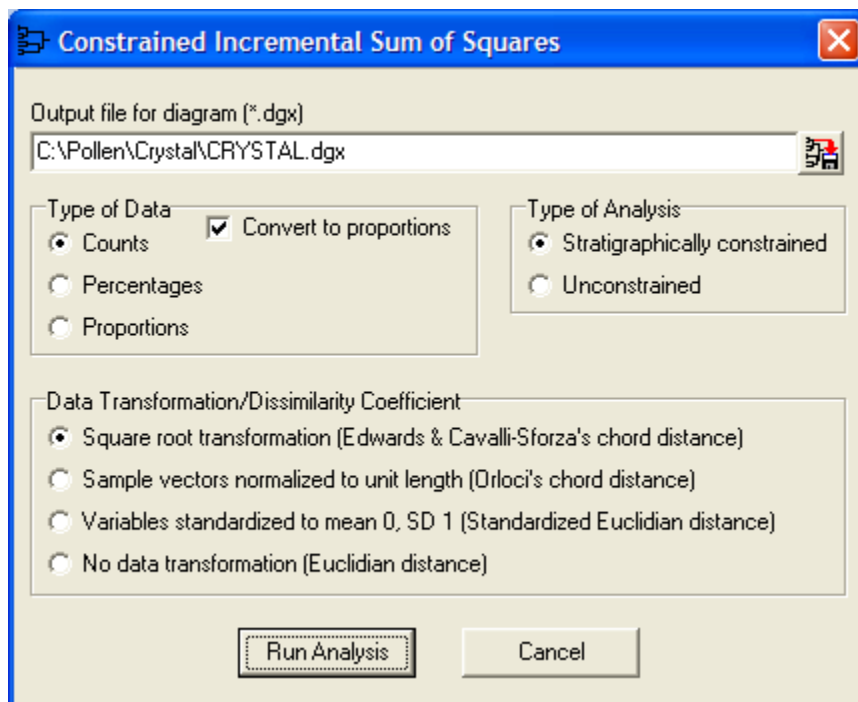 Constrained Incremental Sum of Squares
Output file for diagram (*.dgx)
C:\Pollen\Crystal\CRYSTAL.dgx
Type of Data
Convert to proportions
Counts
Percentages
Proportions
Type of Analysis
Stratigraphically constrained
Unconstrained
Data Transformation/Dissimilarity Coefficient
Square root transformation (Edwards & Cavalli-Sforza's chord distance)
Sample vectors normalized to unit length (Orloci's chord distance)
Variables standardized to mean 0, SD 1 (Standardized Euclidian distance)
No data transformation (Euclidian distance)
Run Analysis
Cancel